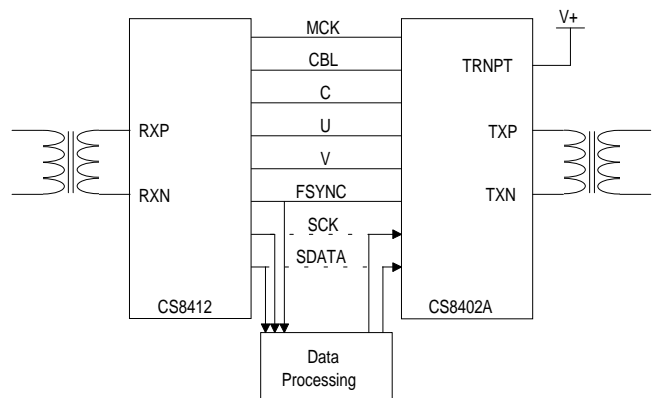 MCK
V+
CBL
TRNPT
C
RXP
U
TXP
V
RXN
FSYNC
TXN
SCK
SDATA
CS8412
CS8402A
Data
Processing